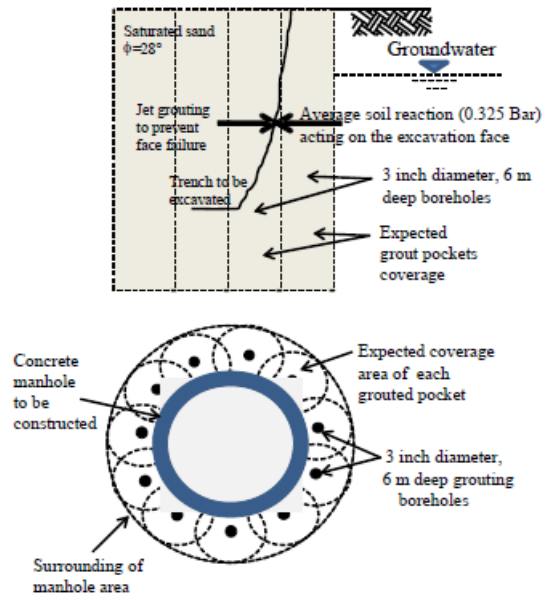 Saturated sand
ϕ=28°
Groundwater
Jet grouting
to prevent
face failure
Average soil reaction (0.325 Bar)
acting on the excavation face
Trench to be
excavated
3 inch diameter, 6 m
deep boreholes
Expected
grout pockets
coverage
Concrete
manhole
to be
constructed
Expected coverage
area of each
grouted pocket
3 inch diameter,
6 m deep grouting
boreholes
Surrounding of
manhole area